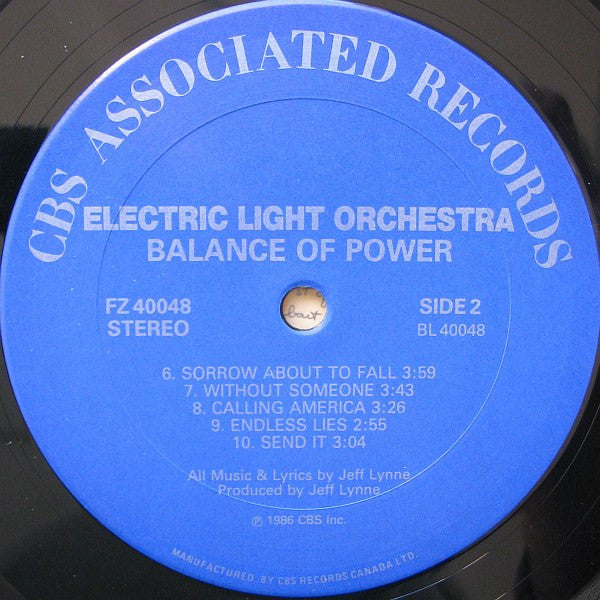 CBS ASSOCIATED RECORDS
ELECTRIC LIGHT ORCHESTRA
BALANCE OF POWER
FZ 40048
STEREO
SIDE 2
BL 40048
bait
6. SORROW ABOUT TO FALL 3:59
7. WITHOUT SOMEONE 3:43
8. CALLING AMERICA 3:26
9. ENDLESS LIES 2:55
10. SEND IT 3:04
All Music & Lyrics by Jeff Lynne
Produced by Jeff Lynne
℗ 1986 CBS Inc.
MANUFACTURED BY CBS RECORDS CANADA LTD.